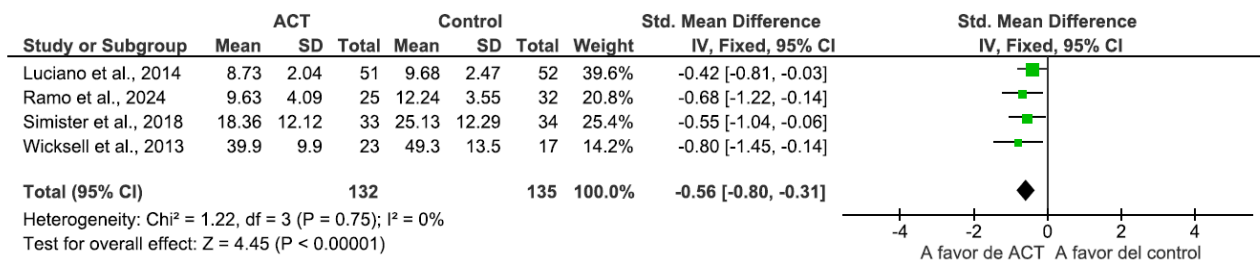 ACT Control Std. Mean Difference Std. Mean Difference
Study or Subgroup Mean SD Total Mean SD Total Weight IV, Fixed, 95% CI IV, Fixed, 95% CI
Luciano et al., 2014 8.73 2.04 51 9.68 2.47 52 39.6% -0.42 [-0.81, -0.03]
Ramo et al., 2024 9.63 4.09 25 12.24 3.55 32 20.8% -0.68 [-1.22, -0.14]
Simister et al., 2018 18.36 12.12 33 25.13 12.29 34 25.4% -0.55 [-1.04, -0.06]
Wicksell et al., 2013 39.9 9.9 23 49.3 13.5 17 14.2% -0.80 [-1.45, -0.14]
Total (95% CI) 132 135 100.0% -0.56 [-0.80, -0.31]
Heterogeneity: Chi² = 1.22, df = 3 (P = 0.75); I² = 0%
Test for overall effect: Z = 4.45 (P < 0.00001)
-4 -2 0 2 4
A favor de ACT A favor del control